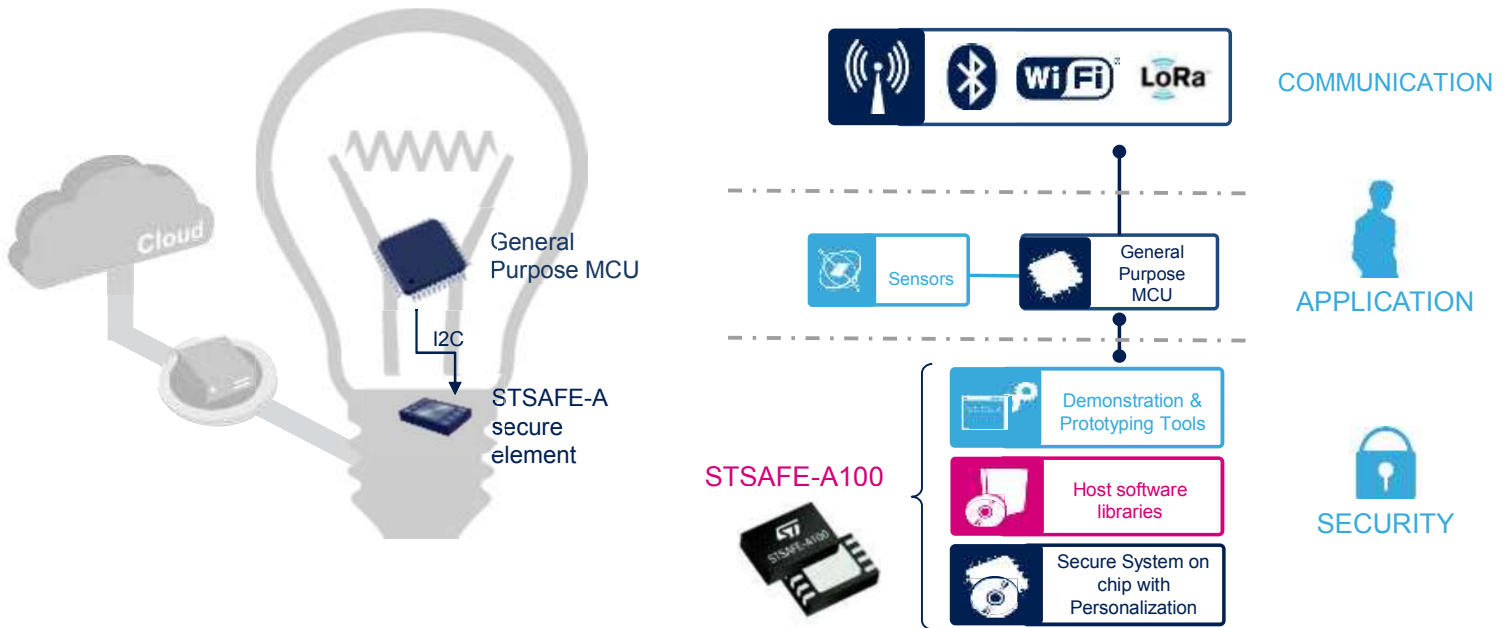 Cloud
General
Purpose MCU
I2C
STSAFE-A
secure
element
WiFi
LoRa
COMMUNICATION
Sensors
General
Purpose
MCU
APPLICATION
STSAFE-A100
ST
STSAFE-A100
Demonstration &
Prototyping Tools
Host software
libraries
Secure System on
chip with
Personalization
SECURITY